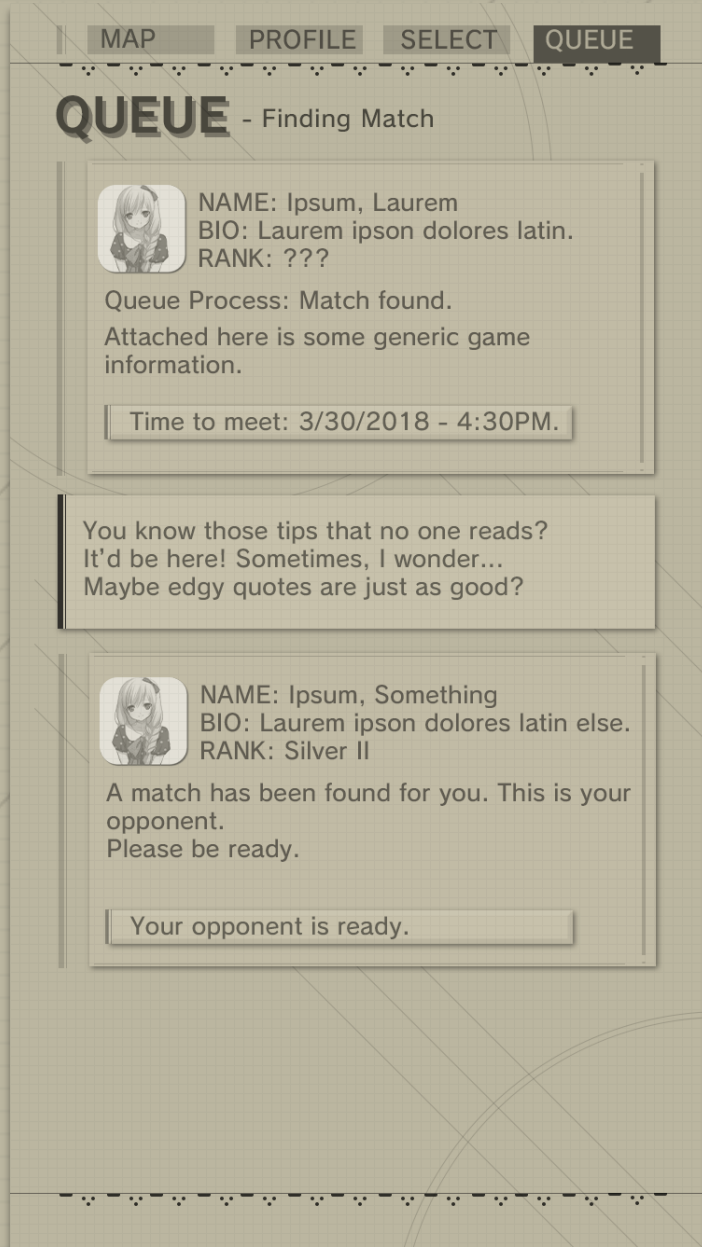 MAP PROFILE SELECT QUEUE
QUEUE - Finding Match
NAME: Ipsum, Laurem
BIO: Laurem ipson dolores latin.
RANK: ???
Queue Process: Match found.
Attached here is some generic game
information.
Time to meet: 3/30/2018 - 4:30PM.
You know those tips that no one reads?
It'd be here! Sometimes, I wonder...
Maybe edgy quotes are just as good?
NAME: Ipsum, Something
BIO: Laurem ipson dolores latin else.
RANK: Silver II
A match has been found for you. This is your
opponent.
Please be ready.
Your opponent is ready.